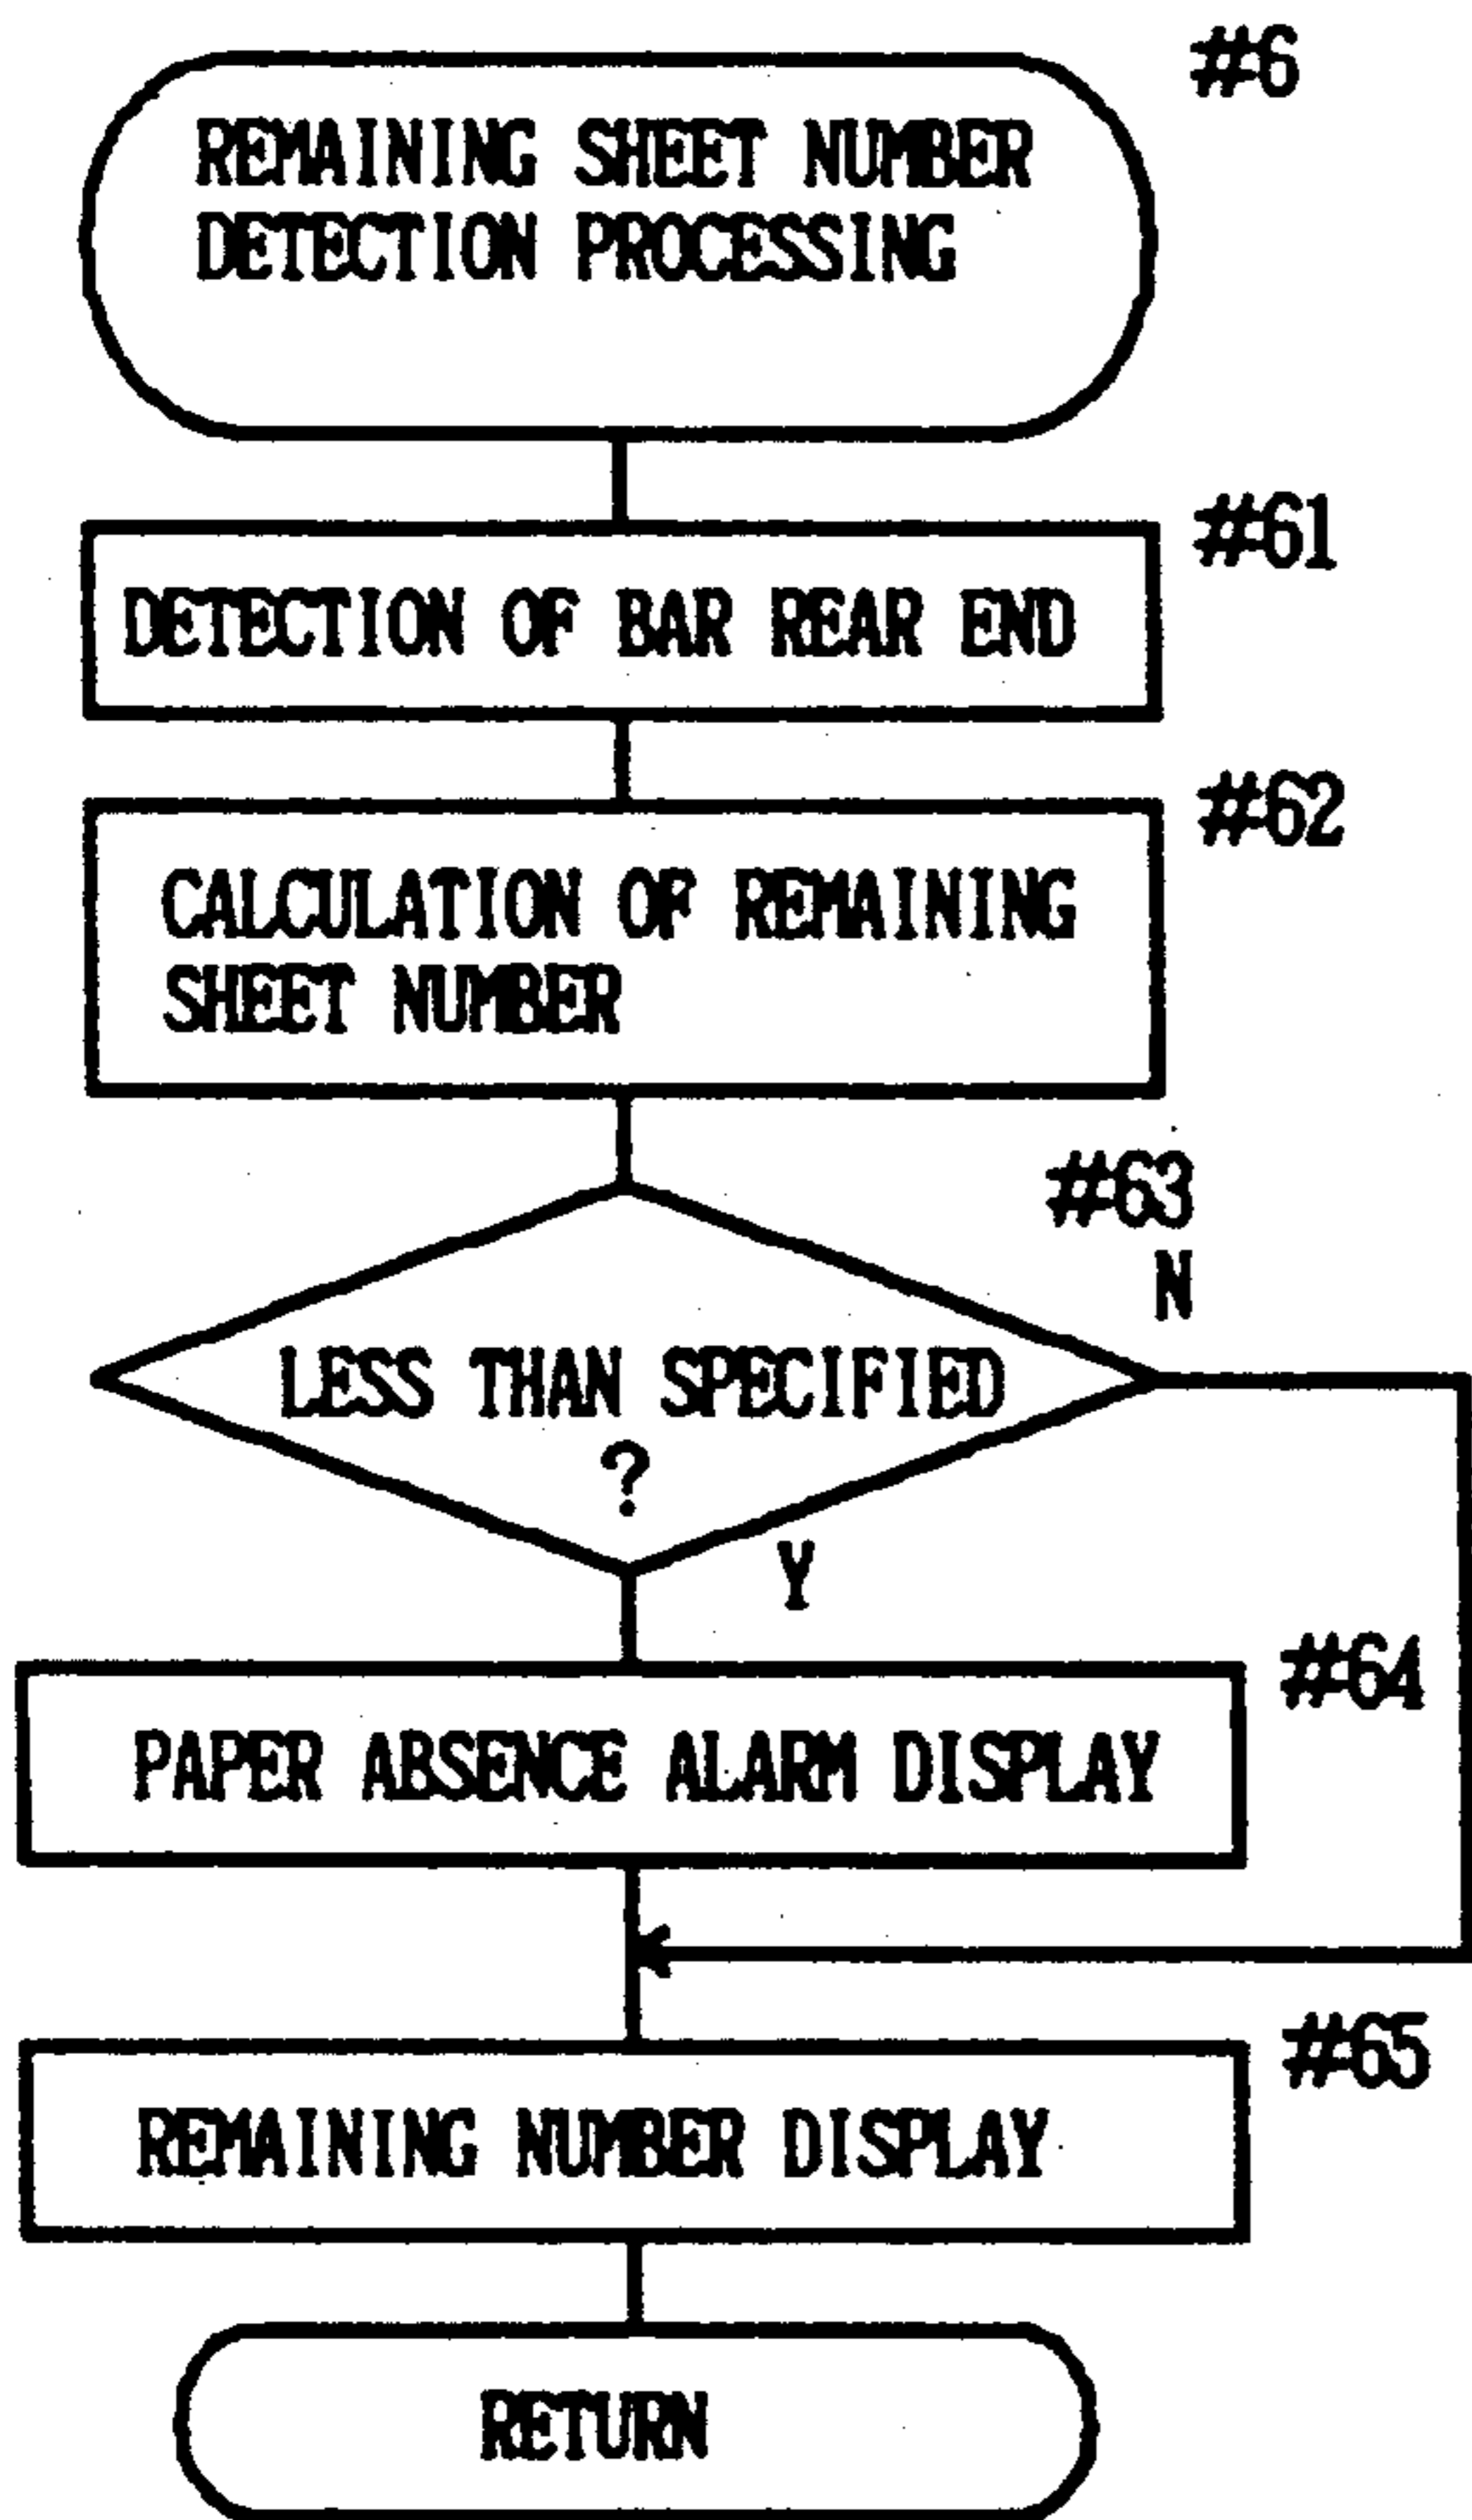 #6
REMAINING SHEET NUMBER
DETECTION PROCESSING
#61
DETECTION OF BAR REAR END
#62
CALCULATION OF REMAINING
SHEET NUMBER
#63
N
LESS THAN SPECIFIED
?
Y
#64
PAPER ABSENCE ALARM DISPLAY
#65
REMAINING NUMBER DISPLAY
RETURN